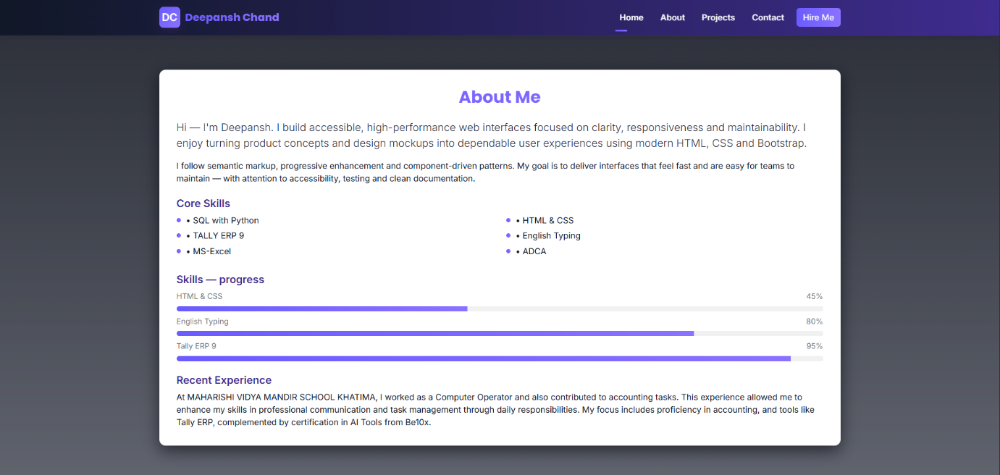 DC Deepansh Chand
Home About Projects Contact Hire Me
About Me
Hi — I'm Deepansh. I build accessible, high-performance web interfaces focused on clarity, responsiveness and maintainability. I
enjoy turning product concepts and design mockups into dependable user experiences using modern HTML, CSS and Bootstrap.
I follow semantic markup, progressive enhancement and component-driven patterns. My goal is to deliver interfaces that feel fast and are easy for teams to
maintain — with attention to accessibility, testing and clean documentation.
Core Skills
• SQL with Python
• TALLY ERP 9
• MS-Excel
• HTML & CSS
• English Typing
• ADCA
Skills — progress
HTML & CSS 45%
English Typing 80%
Tally ERP 9 95%
Recent Experience
At MAHARISHI VIDYA MANDIR SCHOOL KHATIMA, I worked as a Computer Operator and also contributed to accounting tasks. This experience allowed me to
enhance my skills in professional communication and task management through daily responsibilities. My focus includes proficiency in accounting, and tools like
Tally ERP, complemented by certification in AI Tools from Be10x.